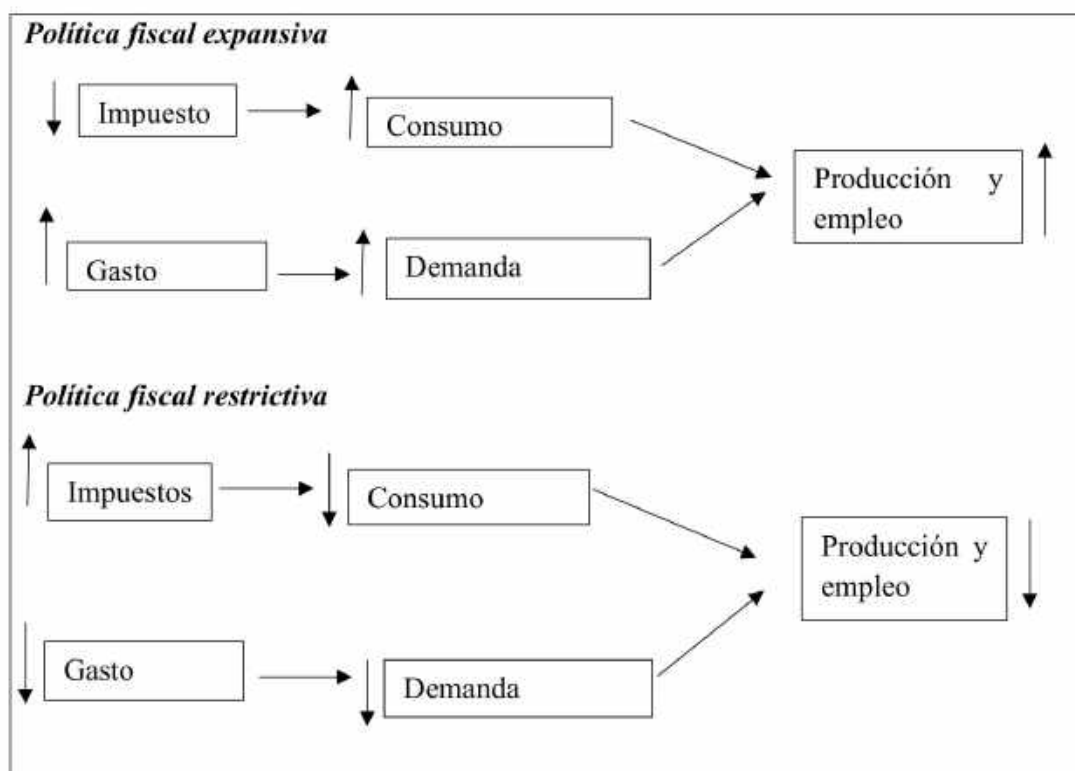 Política fiscal expansiva
Impuesto
Consumo
Producción y
empleo
Gasto
Demanda
Política fiscal restrictiva
Impuestos
Consumo
Producción y
empleo
Gasto
Demanda